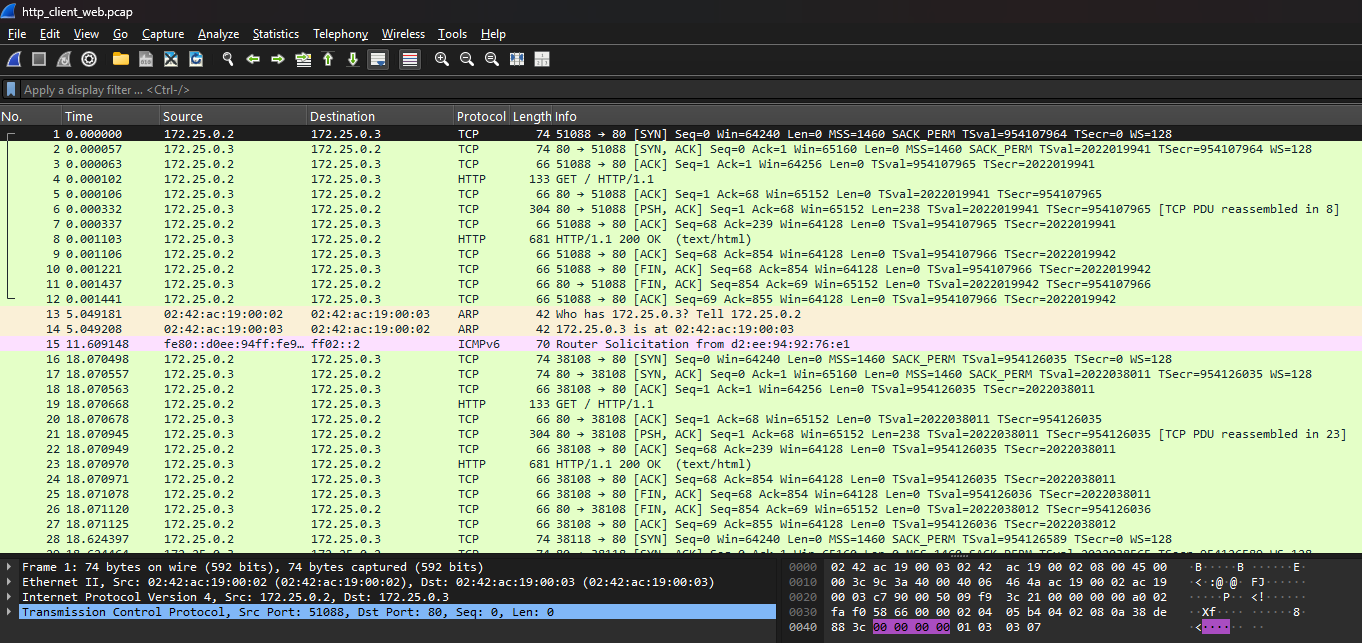 http_client_web.pcap
File Edit View Go Capture Analyze Statistics Telephony Wireless Tools Help
Apply a display filter ... <Ctrl-/>
No. Time Source Destination Protocol Length Info
1 0.000000 172.25.0.2 172.25.0.3 TCP 74 51088 → 80 [SYN] Seq=0 Win=64240 Len=0 MSS=1460 SACK_PERM TSval=954107964 TSecr=0 WS=128
2 0.000057 172.25.0.3 172.25.0.2 TCP 74 80 → 51088 [SYN, ACK] Seq=0 Ack=1 Win=65160 Len=0 MSS=1460 SACK_PERM TSval=2022019941 TSecr=954107964 WS=128
3 0.000063 172.25.0.2 172.25.0.3 TCP 66 51088 → 80 [ACK] Seq=1 Ack=1 Win=64256 Len=0 TSval=954107965 TSecr=2022019941
4 0.000102 172.25.0.2 172.25.0.3 HTTP 133 GET / HTTP/1.1
5 0.000106 172.25.0.3 172.25.0.2 TCP 66 80 → 51088 [ACK] Seq=1 Ack=68 Win=65152 Len=0 TSval=2022019941 TSecr=954107965
6 0.000332 172.25.0.3 172.25.0.2 TCP 304 80 → 51088 [PSH, ACK] Seq=1 Ack=68 Win=65152 Len=238 TSval=2022019941 TSecr=954107965 [TCP PDU reassembled in 8]
7 0.000337 172.25.0.2 172.25.0.3 TCP 66 51088 → 80 [ACK] Seq=68 Ack=239 Win=64128 Len=0 TSval=954107965 TSecr=2022019941
8 0.001103 172.25.0.3 172.25.0.2 HTTP 681 HTTP/1.1 200 OK (text/html)
9 0.001106 172.25.0.2 172.25.0.3 TCP 66 51088 → 80 [ACK] Seq=68 Ack=854 Win=64128 Len=0 TSval=954107966 TSecr=2022019942
10 0.001221 172.25.0.2 172.25.0.3 TCP 66 51088 → 80 [FIN, ACK] Seq=68 Ack=854 Win=64128 Len=0 TSval=954107966 TSecr=2022019942
11 0.001437 172.25.0.3 172.25.0.2 TCP 66 80 → 51088 [FIN, ACK] Seq=854 Ack=69 Win=65152 Len=0 TSval=2022019942 TSecr=954107966
12 0.001441 172.25.0.2 172.25.0.3 TCP 66 51088 → 80 [ACK] Seq=69 Ack=855 Win=64128 Len=0 TSval=954107966 TSecr=2022019942
13 5.049181 02:42:ac:19:00:02 02:42:ac:19:00:03 ARP 42 Who has 172.25.0.3? Tell 172.25.0.2
14 5.049208 02:42:ac:19:00:03 02:42:ac:19:00:02 ARP 42 172.25.0.3 is at 02:42:ac:19:00:03
15 11.609148 fe80::d0ee:94ff:fe9… ff02::2 ICMPv6 70 Router Solicitation from d2:ee:94:92:76:e1
16 18.070498 172.25.0.2 172.25.0.3 TCP 74 38108 → 80 [SYN] Seq=0 Win=64240 Len=0 MSS=1460 SACK_PERM TSval=954126035 TSecr=0 WS=128
17 18.070557 172.25.0.3 172.25.0.2 TCP 74 80 → 38108 [SYN, ACK] Seq=0 Ack=1 Win=65160 Len=0 MSS=1460 SACK_PERM TSval=2022038011 TSecr=954126035 WS=128
18 18.070563 172.25.0.2 172.25.0.3 TCP 66 38108 → 80 [ACK] Seq=1 Ack=1 Win=64256 Len=0 TSval=954126035 TSecr=2022038011
19 18.070668 172.25.0.2 172.25.0.3 HTTP 133 GET / HTTP/1.1
20 18.070678 172.25.0.3 172.25.0.2 TCP 66 80 → 38108 [ACK] Seq=1 Ack=68 Win=65152 Len=0 TSval=2022038011 TSecr=954126035
21 18.070945 172.25.0.3 172.25.0.2 TCP 304 80 → 38108 [PSH, ACK] Seq=1 Ack=68 Win=65152 Len=238 TSval=2022038011 TSecr=954126035 [TCP PDU reassembled in 23]
22 18.070949 172.25.0.2 172.25.0.3 TCP 66 38108 → 80 [ACK] Seq=68 Ack=239 Win=64128 Len=0 TSval=954126035 TSecr=2022038011
23 18.070970 172.25.0.3 172.25.0.2 HTTP 681 HTTP/1.1 200 OK (text/html)
24 18.070971 172.25.0.2 172.25.0.3 TCP 66 38108 → 80 [ACK] Seq=68 Ack=854 Win=64128 Len=0 TSval=954126035 TSecr=2022038011
25 18.071078 172.25.0.2 172.25.0.3 TCP 66 38108 → 80 [FIN, ACK] Seq=68 Ack=854 Win=64128 Len=0 TSval=954126036 TSecr=2022038011
26 18.071120 172.25.0.3 172.25.0.2 TCP 66 80 → 38108 [FIN, ACK] Seq=854 Ack=69 Win=65152 Len=0 TSval=2022038012 TSecr=954126036
27 18.071125 172.25.0.2 172.25.0.3 TCP 66 38108 → 80 [ACK] Seq=69 Ack=855 Win=64128 Len=0 TSval=954126036 TSecr=2022038012
28 18.624397 172.25.0.2 172.25.0.3 TCP 74 38118 → 80 [SYN] Seq=0 Win=64240 Len=0 MSS=1460 SACK_PERM TSval=954126589 TSecr=0 WS=128
Frame 1: 74 bytes on wire (592 bits), 74 bytes captured (592 bits)
Ethernet II, Src: 02:42:ac:19:00:02 (02:42:ac:19:00:02), Dst: 02:42:ac:19:00:03 (02:42:ac:19:00:03)
Internet Protocol Version 4, Src: 172.25.0.2, Dst: 172.25.0.3
Transmission Control Protocol, Src Port: 51088, Dst Port: 80, Seq: 0, Len: 0
0000 02 42 ac 19 00 03 02 42 ac 19 00 02 08 00 45 00 ·B·····B ······E·
0010 00 3c 9c 3a 40 00 40 06 46 4a ac 19 00 02 ac 19 ·<·:@·@· FJ······
0020 00 03 c7 90 00 50 09 f9 3c 21 00 00 00 00 a0 02 ·····P·· <!······
0030 fa f0 58 66 00 00 02 04 05 b4 04 02 08 0a 38 de ··Xf···· ······8·
0040 88 3c 00 00 00 00 01 03 03 07 ·<···· ··